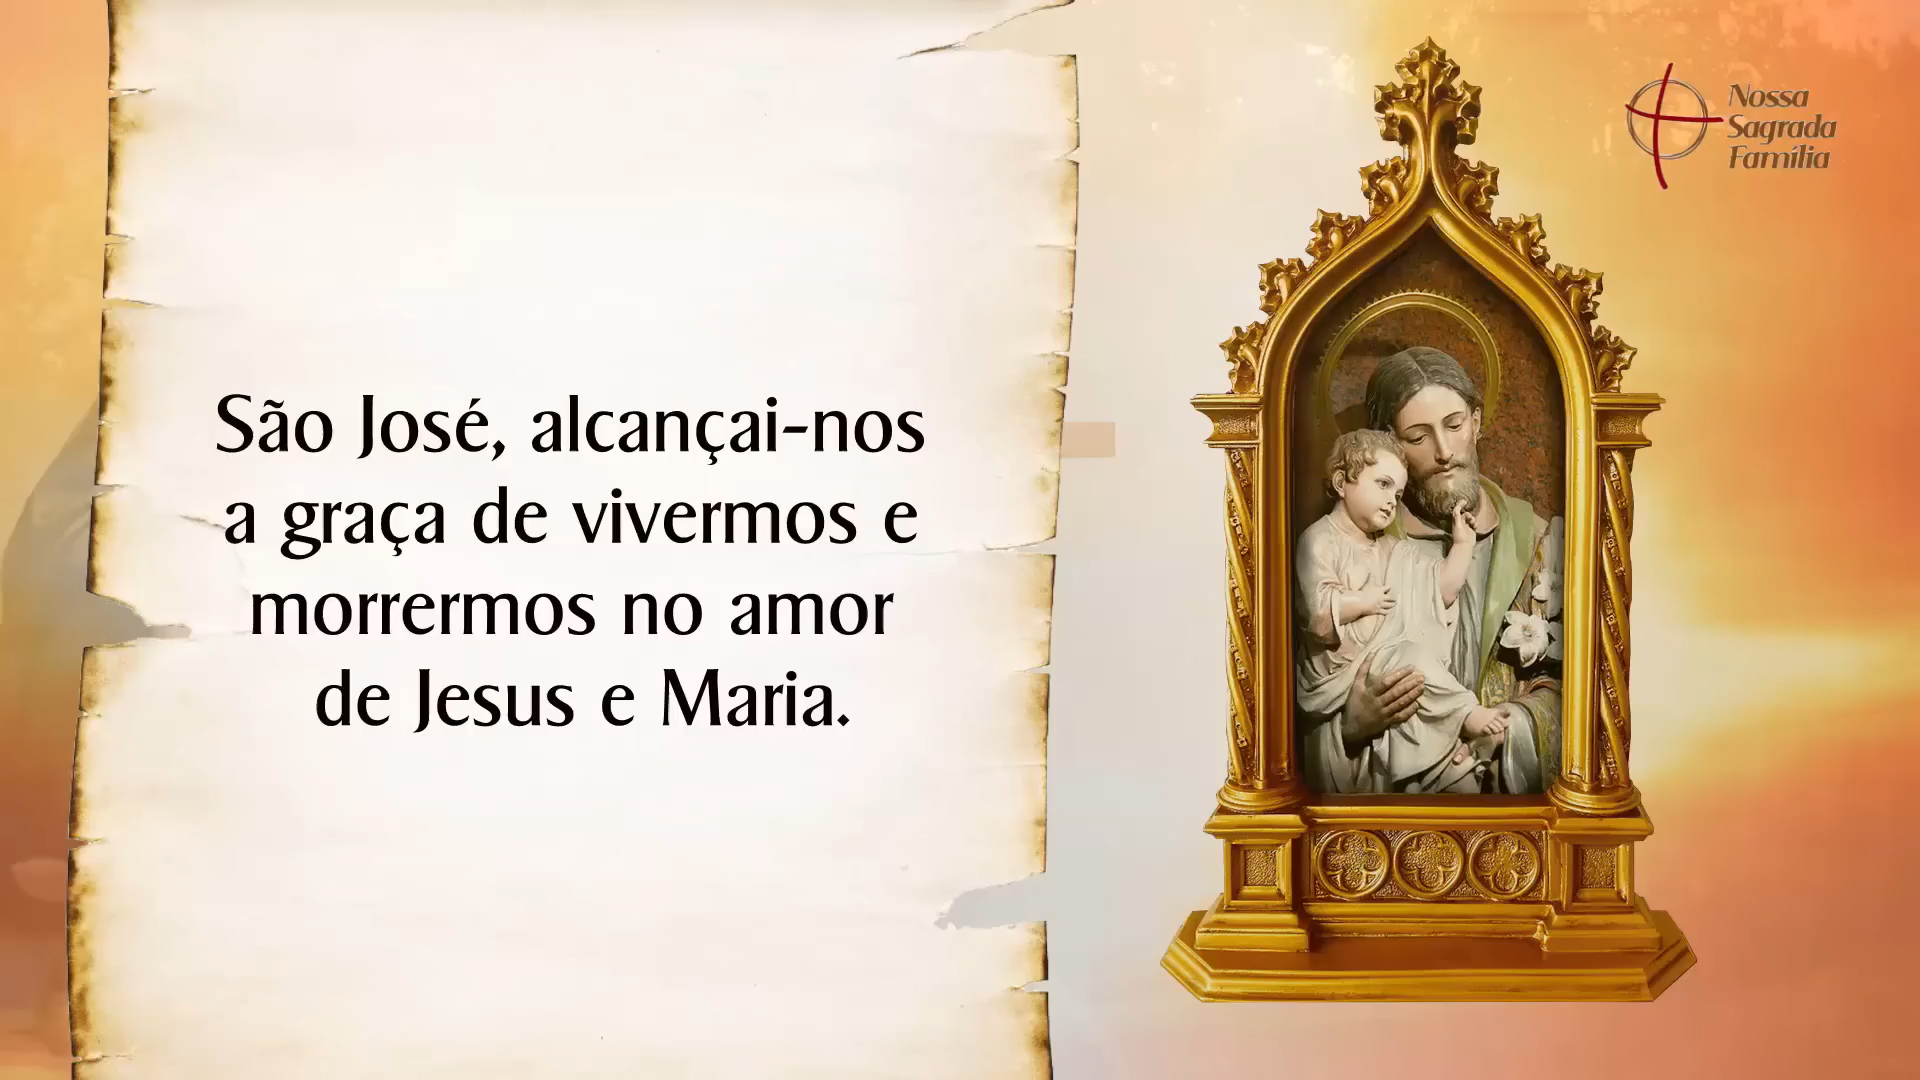 São José, alcançai-nos
a graça de vivermos e
morrermos no amor
de Jesus e Maria.
Nossa
Sagrada
Família